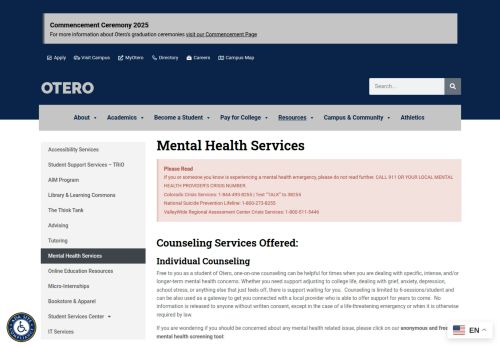 Commencement Ceremony 2025
For more information about Otero's graduation ceremonies visit our Commencement Page
Apply
Visit Campus
MyOtero
Directory
Careers
Campus Map
OTERO
Search...
About
Academics
Become a Student
Pay for College
Resources
Campus & Community
Athletics
Accessibility Services
Student Support Services – TRiO
AIM Program
Library & Learning Commons
The Think Tank
Advising
Tutoring
Mental Health Services
Online Education Resources
Micro-Internships
Bookstore & Apparel
Student Services Center
IT Services
Mental Health Services
Please Read
If you or someone you know is experiencing a mental health emergency, please do not read further. CALL 911 OR YOUR LOCAL MENTAL
HEALTH PROVIDER'S CRISIS NUMBER.
Colorado Crisis Services: 1-844-493-8255 | Text "TALK" to 38255
National Suicide Prevention Lifeline: 1-800-273-8255
ValleyWide Regional Assessment Center Crisis Services: 1-800-511-5446
Counseling Services Offered:
Individual Counseling
Free to you as a student of Otero, one-on-one counseling can be helpful for times when you are dealing with specific, intense, and/or
longer-term mental health concerns. Whether you need support adjusting to college life, dealing with grief, anxiety, depression,
school stress, or anything else that just feels off, there is support waiting for you. Counseling is limited to 6-sessions/student and
can be also used as a gateway to get you connected with a local provider who is able to offer support for years to come. No
information is released to anyone without written consent, except in the case of a life-threatening emergency or when it is otherwise
required by law.
If you are wondering if you should be concerned about any mental health related issue, please click on our anonymous and free
mental health screening tool:
EN